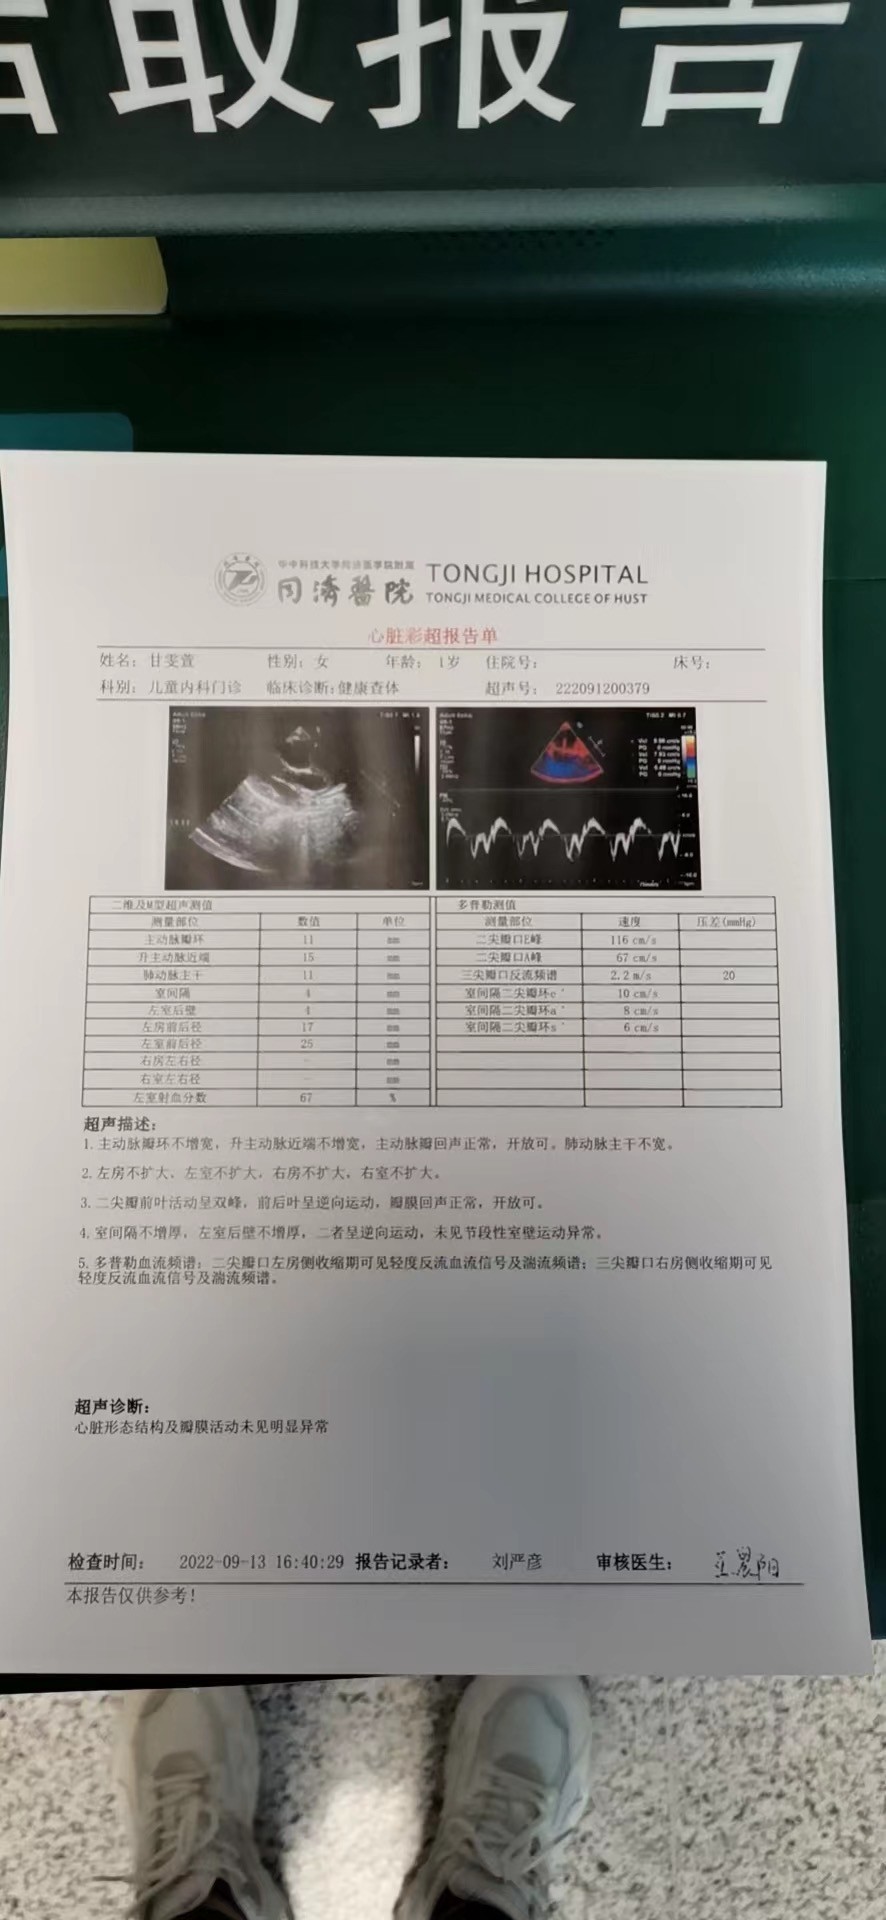 取报告
华中科技大学同济医学院附属
同濟醫院
TONGJI HOSPITAL
TONGJI MEDICAL COLLEGE OF HUST
心脏彩超报告单
姓名：甘雯萱 性别：女 年龄：1岁 住院号： 床号：
科别：儿童内科门诊 临床诊断：健康查体 超声号：222091200379
二维及M型超声测值 多普勒测值
测量部位 数值 单位 测量部位 速度 压差(mmHg)
主动脉瓣环 11 mm 二尖瓣口E峰 116 cm/s
升主动脉近端 15 mm 二尖瓣口A峰 67 cm/s
肺动脉主干 11 mm 三尖瓣口反流频谱 2.2 m/s 20
室间隔 4 mm 室间隔二尖瓣环e' 10 cm/s
左室后壁 4 mm 室间隔二尖瓣环a' 8 cm/s
左房前后径 17 mm 室间隔二尖瓣环s' 6 cm/s
左室前后径 25 mm
右房左右径 - mm
右室左右径 - mm
左室射血分数 67 %
超声描述：
1.主动脉瓣环不增宽，升主动脉近端不增宽，主动脉瓣回声正常，开放可。肺动脉主干不宽。
2.左房不扩大，左室不扩大，右房不扩大，右室不扩大。
3.二尖瓣前叶活动呈双峰，前后叶呈逆向运动，瓣膜回声正常，开放可。
4.室间隔不增厚，左室后壁不增厚，二者呈逆向运动，未见节段性室壁运动异常。
5.多普勒血流频谱：二尖瓣口左房侧收缩期可见轻度反流血流信号及湍流频谱；三尖瓣口右房侧收缩期可见
轻度反流血流信号及湍流频谱。
超声诊断：
心脏形态结构及瓣膜活动未见明显异常
检查时间： 2022-09-13 16:40:29 报告记录者： 刘严彦 审核医生：
本报告仅供参考！